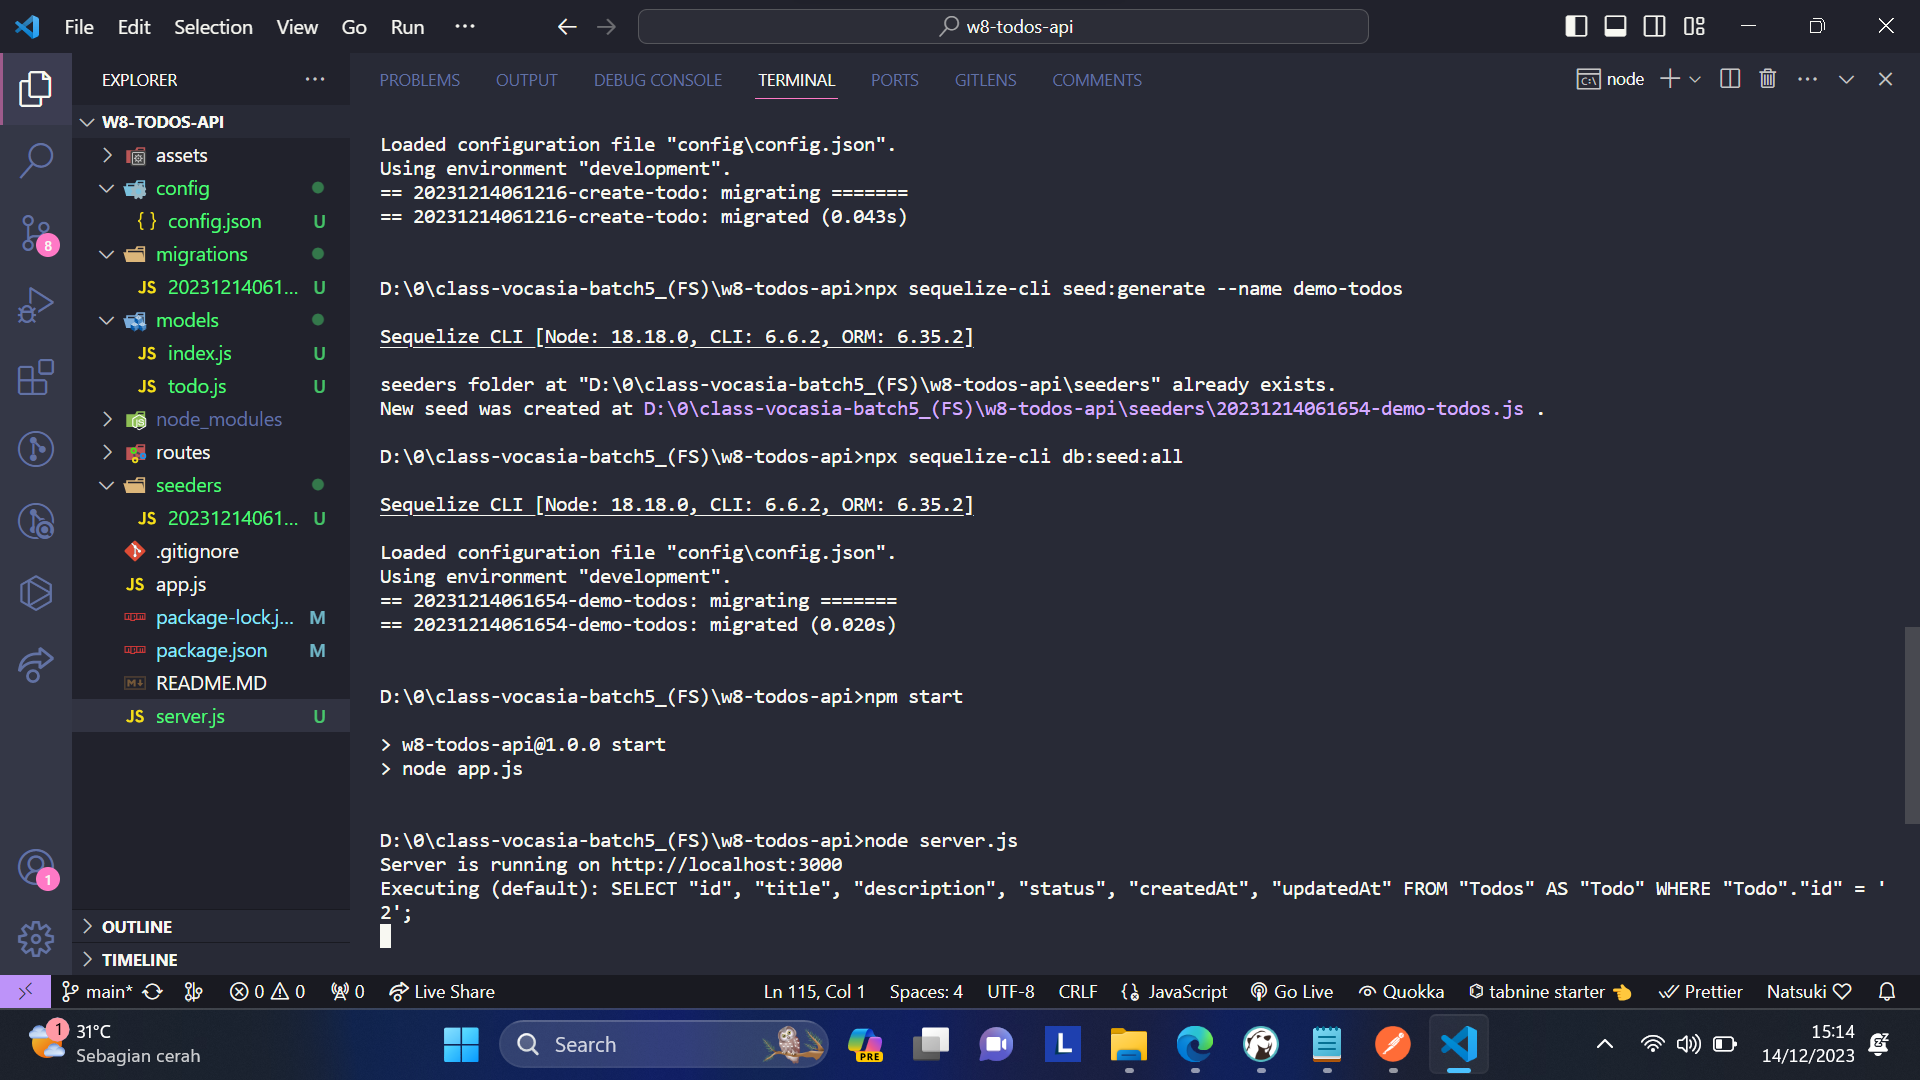 File Edit Selection View Go Run ··· w8-todos-api
EXPLORER ···
PROBLEMS OUTPUT DEBUG CONSOLE TERMINAL PORTS GITLENS COMMENTS node
W8-TODOS-API
assets
config
{} config.json U
migrations
JS 20231214061... U
models
JS index.js U
JS todo.js U
node_modules
routes
seeders
JS 20231214061... U
.gitignore
JS app.js
package-lock.j... M
package.json M
README.MD
JS server.js U
OUTLINE
TIMELINE
8
1
Loaded configuration file "config\config.json".
Using environment "development".
== 20231214061216-create-todo: migrating =======
== 20231214061216-create-todo: migrated (0.043s)
D:\0\class-vocasia-batch5_(FS)\w8-todos-api>npx sequelize-cli seed:generate --name demo-todos
Sequelize CLI [Node: 18.18.0, CLI: 6.6.2, ORM: 6.35.2]
seeders folder at "D:\0\class-vocasia-batch5_(FS)\w8-todos-api\seeders" already exists.
New seed was created at D:\0\class-vocasia-batch5_(FS)\w8-todos-api\seeders\20231214061654-demo-todos.js .
D:\0\class-vocasia-batch5_(FS)\w8-todos-api>npx sequelize-cli db:seed:all
Sequelize CLI [Node: 18.18.0, CLI: 6.6.2, ORM: 6.35.2]
Loaded configuration file "config\config.json".
Using environment "development".
== 20231214061654-demo-todos: migrating =======
== 20231214061654-demo-todos: migrated (0.020s)
D:\0\class-vocasia-batch5_(FS)\w8-todos-api>npm start
> w8-todos-api@1.0.0 start
> node app.js
D:\0\class-vocasia-batch5_(FS)\w8-todos-api>node server.js
Server is running on http://localhost:3000
Executing (default): SELECT "id", "title", "description", "status", "createdAt", "updatedAt" FROM "Todos" AS "Todo" WHERE "Todo"."id" = '
2';
main* 0 0 0 Live Share Ln 115, Col 1 Spaces: 4 UTF-8 CRLF {} JavaScript Go Live Quokka tabnine starter Prettier Natsuki ♡
1 31°C
Sebagian cerah
Search
PRE
L
15:14
14/12/2023